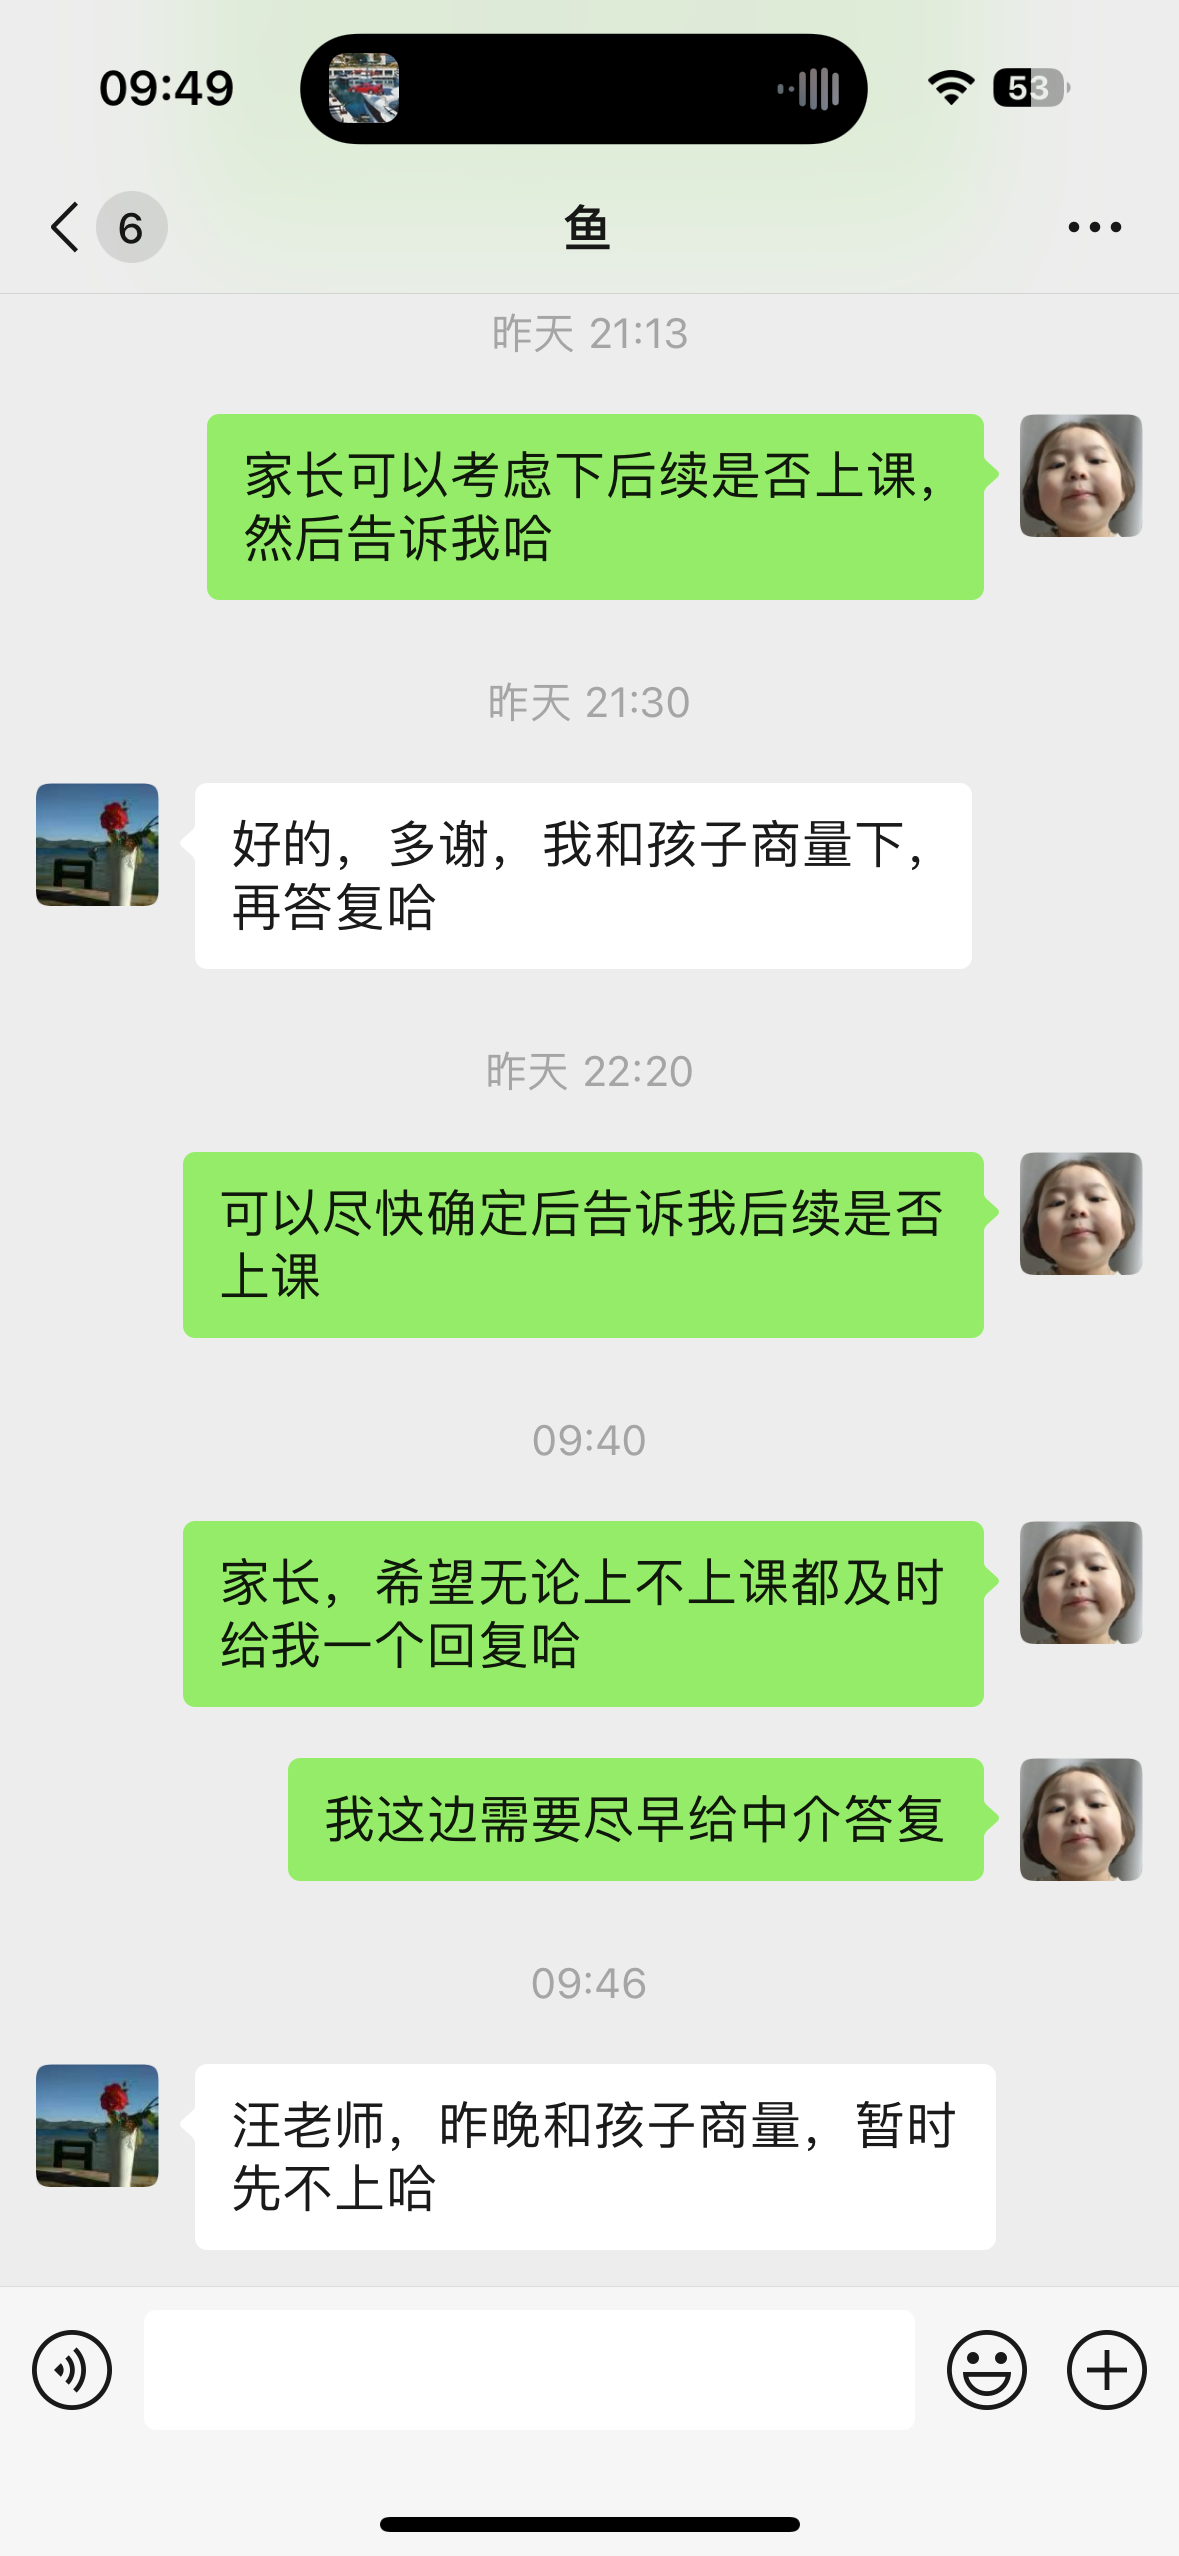 09:49
53
6
鱼
昨天 21:13
家长可以考虑下后续是否上课，
然后告诉我哈
昨天 21:30
好的，多谢，我和孩子商量下，
再答复哈
昨天 22:20
可以尽快确定后告诉我后续是否
上课
09:40
家长，希望无论上不上课都及时
给我一个回复哈
我这边需要尽早给中介答复
09:46
汪老师，昨晚和孩子商量，暂时
先不上哈